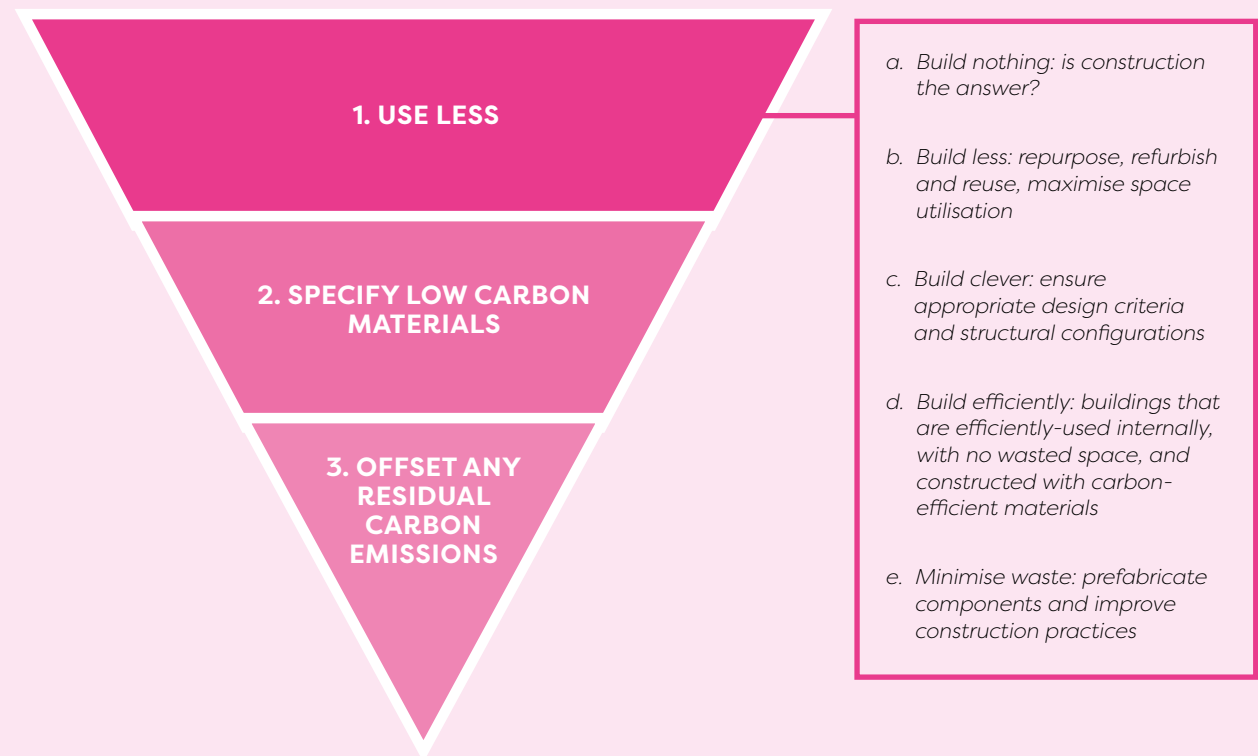 1. USE LESS
2. SPECIFY LOW CARBON
MATERIALS
3. OFFSET ANY
RESIDUAL
CARBON
EMISSIONS
a. Build nothing: is construction
the answer?
b. Build less: repurpose, refurbish
and reuse, maximise space
utilisation
c. Build clever: ensure
appropriate design criteria
and structural configurations
d. Build efficiently: buildings that
are efficiently-used internally,
with no wasted space, and
constructed with carbon-
efficient materials
e. Minimise waste: prefabricate
components and improve
construction practices